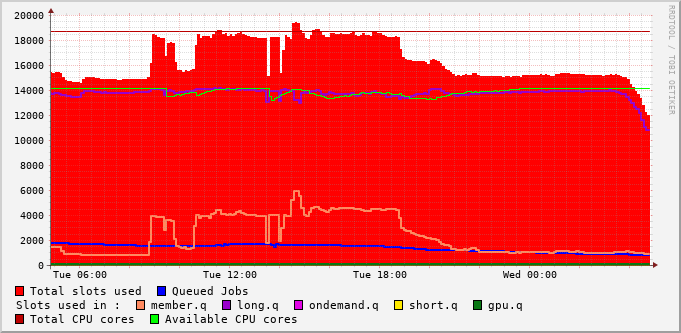 20000
18000
16000
14000
12000
10000
8000
6000
4000
2000
0
Tue 06:00 Tue 12:00 Tue 18:00 Wed 00:00
RRDTOOL / TOBI OETIKER
Total slots used Queued Jobs
Slots used in : member.q long.q ondemand.q short.q gpu.q
Total CPU cores Available CPU cores